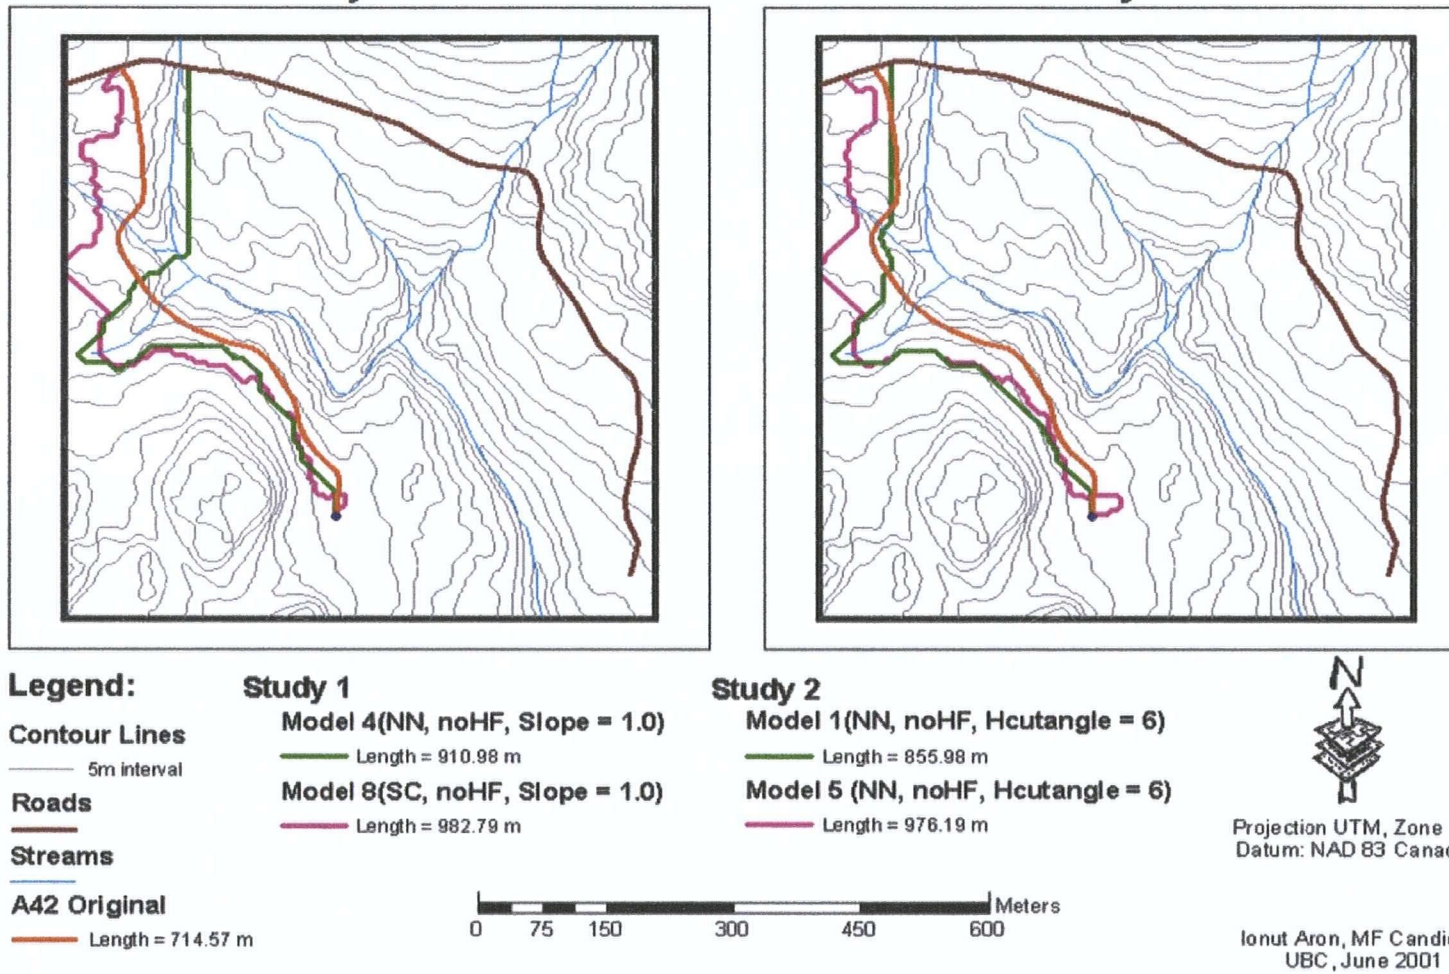 Legend:
Contour Lines
5m interval
Roads
Streams
A42 Original
Length = 714.57 m
Study 1
Model 4(NN, noHF, Slope = 1.0)
Length = 910.98 m
Model 8(SC, noHF, Slope = 1.0)
Length = 982.79 m
Study 2
Model 1(NN, noHF, Hcutangle = 6)
Length = 855.98 m
Model 5 (NN, noHF, Hcutangle = 6)
Length = 976.19 m
N
Projection UTM, Zone
Datum: NAD 83
Meters
0 75 150 300 450 600
Ionut Aron, MF
UBC, June 2001